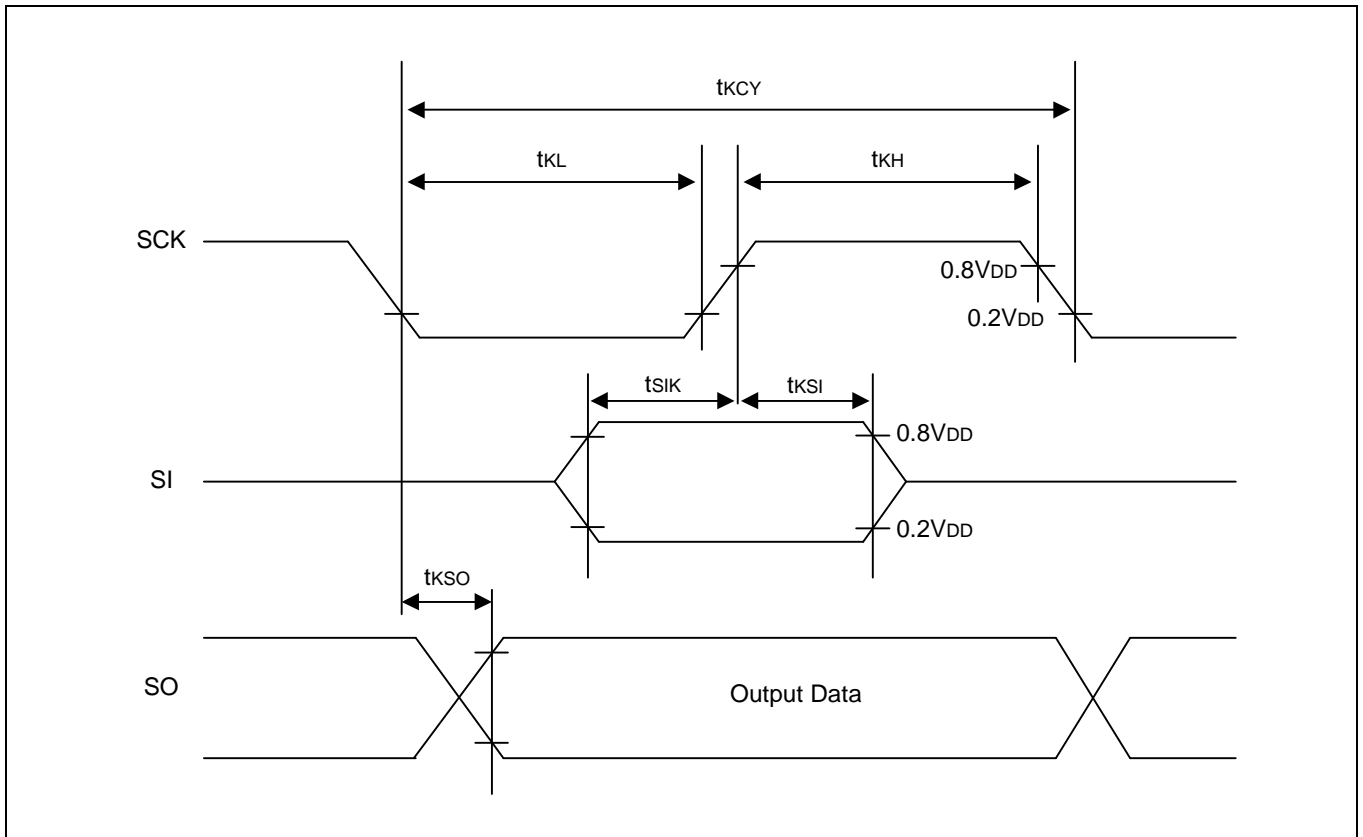 tKCY
tKL
tKH
SCK
0.8VDD
0.2VDD
tSIK
tKSI
0.8VDD
SI
0.2VDD
tKSO
SO
Output Data